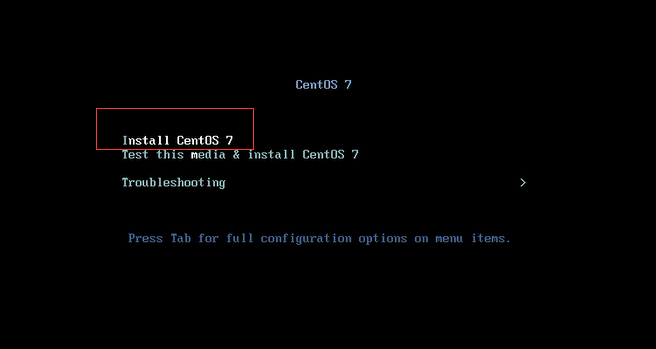 CentOS 7
Install CentOS 7
Test this media & install CentOS 7
Troubleshooting >
Press Tab for full configuration options on menu items.